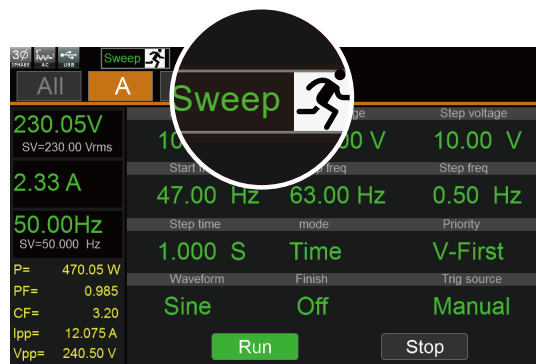 3Ø
3PHASE AC USB Sweep
All A
Sweep
230.05V
SV=230.00 Vrms
2.33 A
50.00Hz
SV=50.000 Hz
P= 470.05 W
PF= 0.985
CF= 3.20
Ipp= 12.075 A
Vpp= 240.50 V
Step voltage
10.00 V
Step freq
47.00 Hz 63.00 Hz 0.50 Hz
Step time mode Priority
1.000 S Time V-First
Waveform Finish Trig source
Sine Off Manual
Run Stop